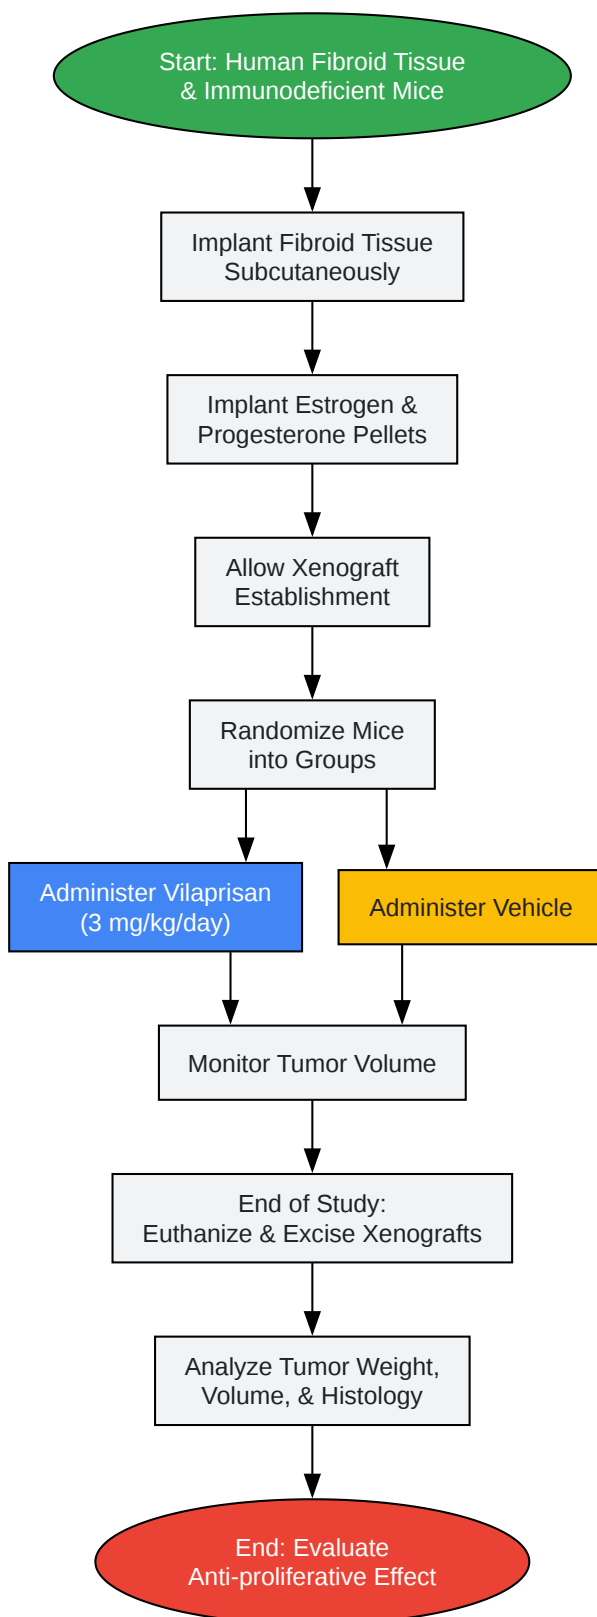 Start: Human Fibroid Tissue
& Immunodeficient Mice
Implant Fibroid Tissue
Subcutaneously
Implant Estrogen &
Progesterone Pellets
Allow Xenograft
Establishment
Randomize Mice
into Groups
Administer Vilaprisan
(3 mg/kg/day)
Administer Vehicle
Monitor Tumor Volume
End of Study:
Euthanize & Excise Xenografts
Analyze Tumor Weight,
Volume, & Histology
End: Evaluate
Anti-proliferative Effect